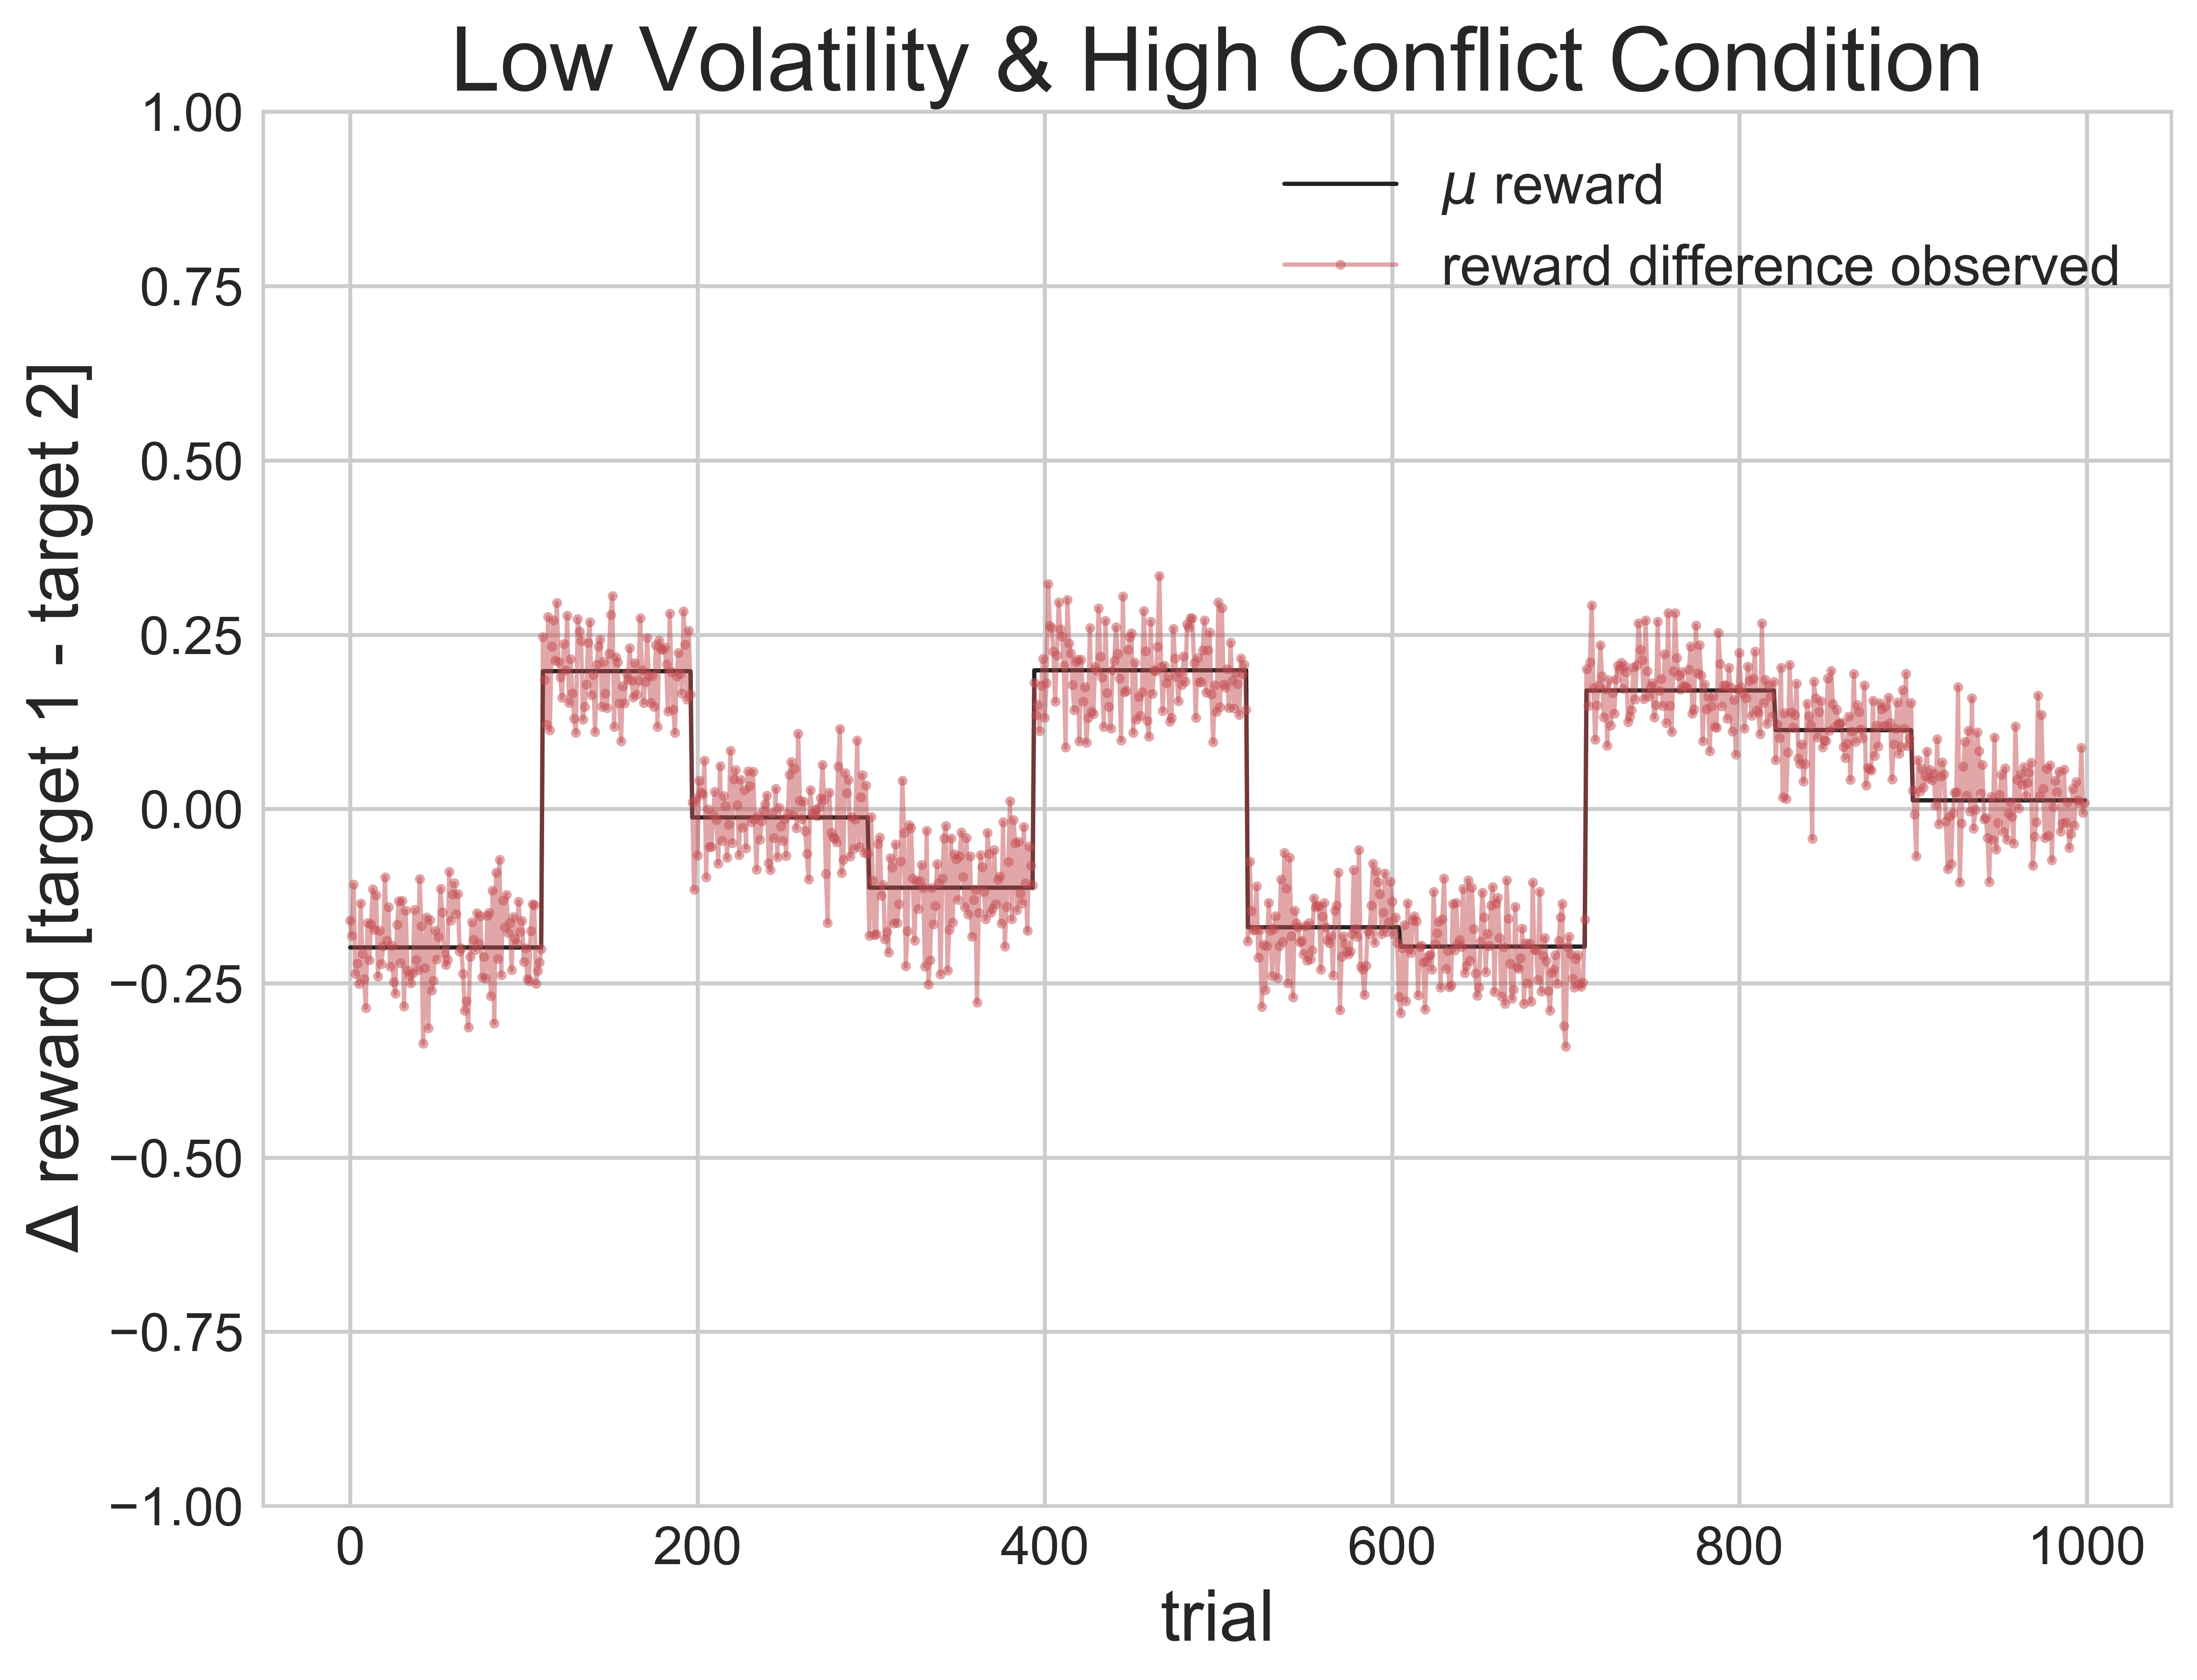 Low Volatility & High Conflict Condition
1.00
0.75
0.50
0.25
0.00
−0.25
−0.50
−0.75
−1.00
Δ reward [target 1 - target 2]
μ reward
reward difference observed
0 200 400 600 800 1000
trial